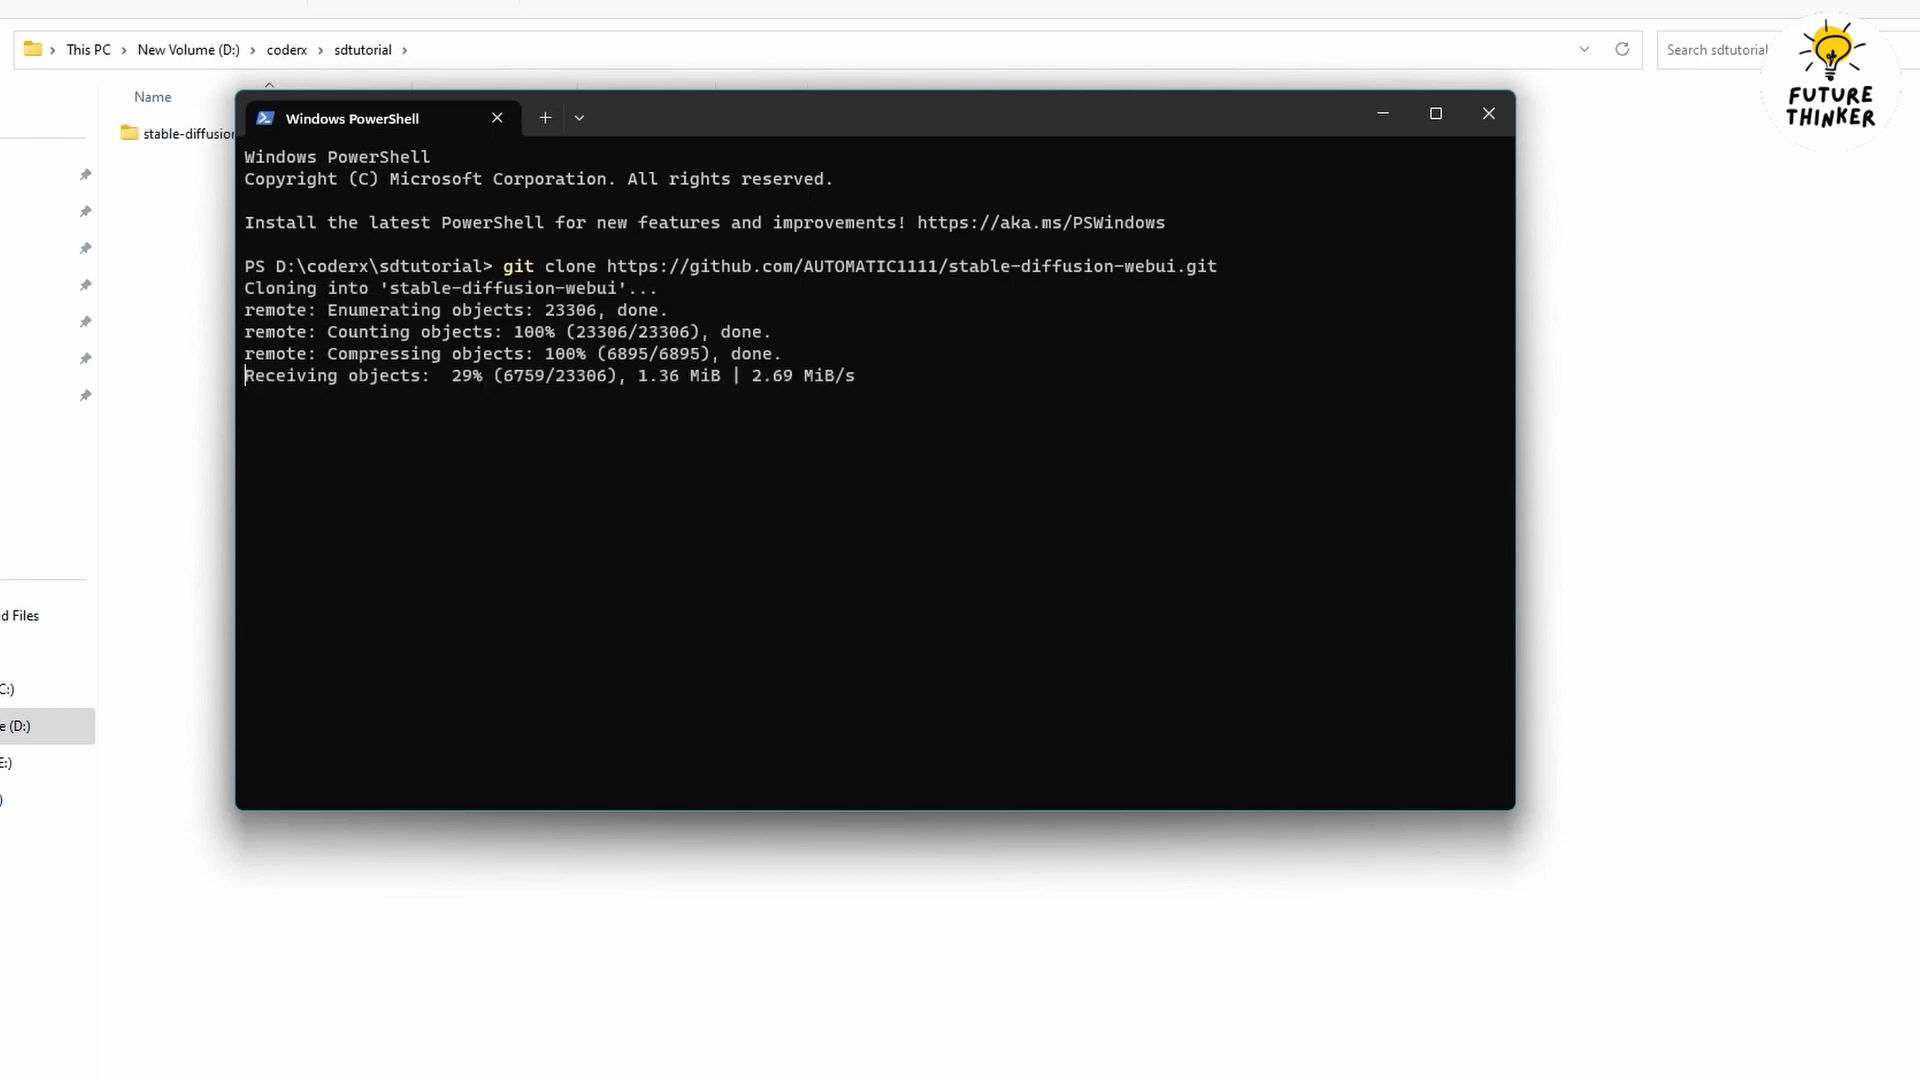 This PC > New Volume (D:) > coderx > sdtutorial >
Search sdtutorial
FUTURE
THINKER
Name
stable-diffusion
Windows PowerShell
Windows PowerShell
Copyright (C) Microsoft Corporation. All rights reserved.
Install the latest PowerShell for new features and improvements! https://aka.ms/PSWindows
PS D:\coderx\sdtutorial> git clone https://github.com/AUTOMATIC1111/stable-diffusion-webui.git
Cloning into 'stable-diffusion-webui'...
remote: Enumerating objects: 23306, done.
remote: Counting objects: 100% (23306/23306), done.
remote: Compressing objects: 100% (6895/6895), done.
Receiving objects:  29% (6759/23306), 1.36 MiB | 2.69 MiB/s
d Files
C:)
e (D:)
E:)
)